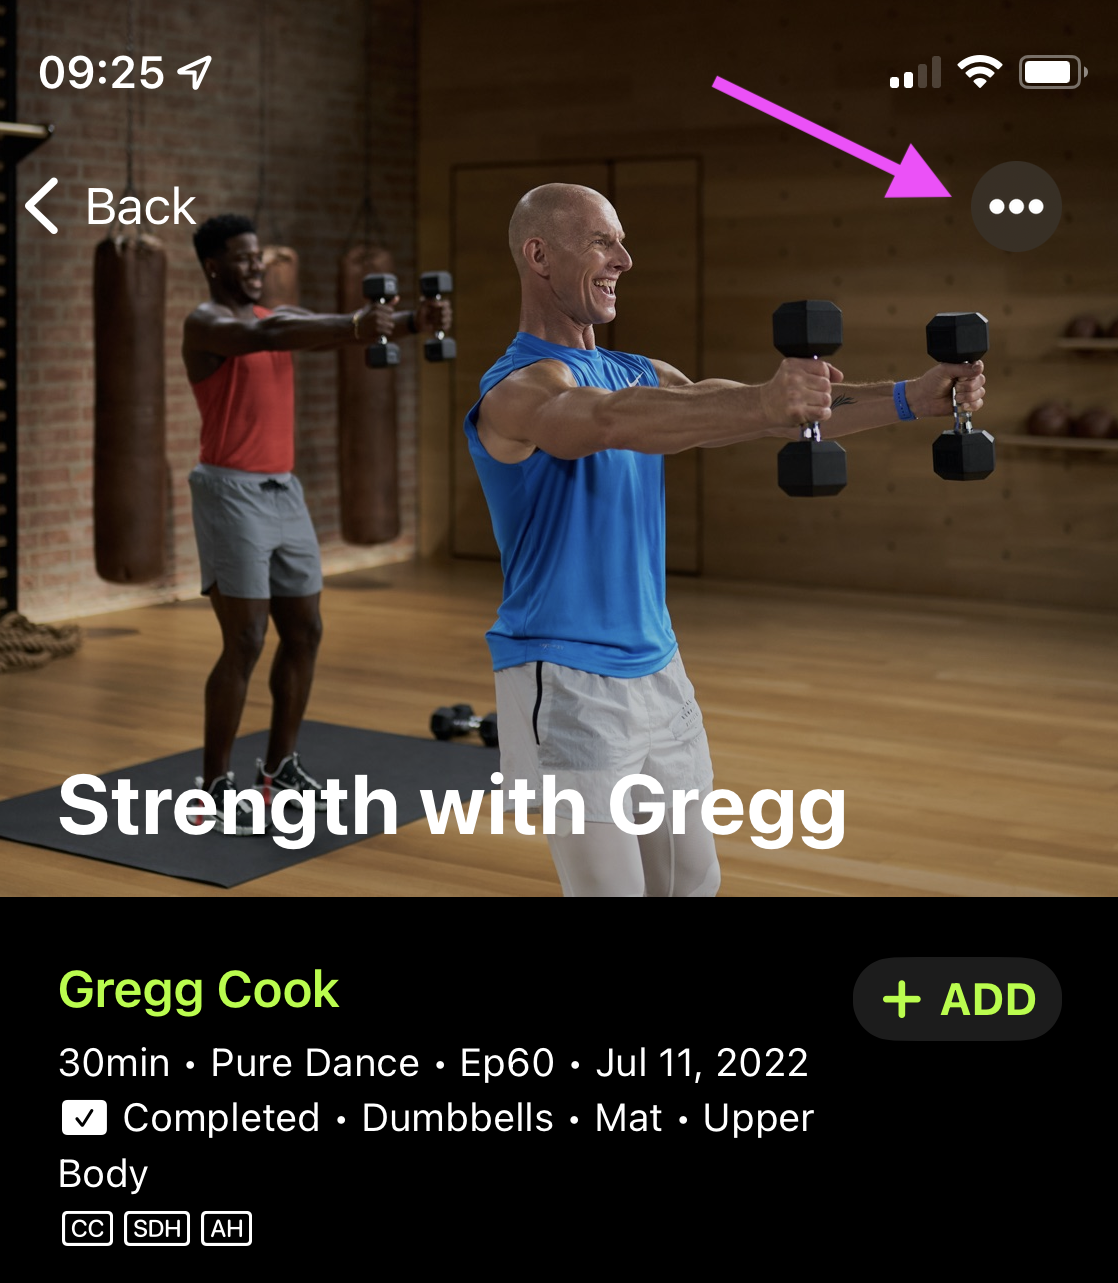 09:25
Back
Strength with Gregg
Gregg Cook
+ ADD
30min • Pure Dance • Ep60 • Jul 11, 2022
Completed • Dumbbells • Mat • Upper
Body
CC SDH AH